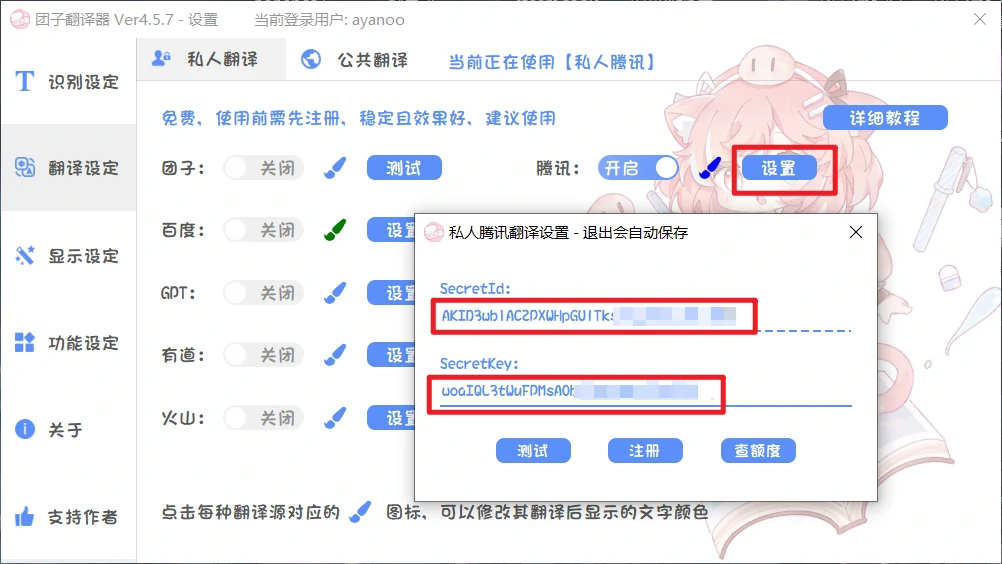 团子翻译器 Ver4.5.7 - 设置 当前登录用户: ayanoo
识别设定
翻译设定
显示设定
功能设定
关于
支持作者
私人翻译 公共翻译 当前正在使用【私人腾讯】
免费, 使用前需先注册, 稳定且效果好, 建议使用 详细教程
团子: 关闭 测试 腾讯: 开启 设置
百度: 关闭 设置
GPT: 关闭 设置
有道: 关闭 设置
火山: 关闭 设置
私人腾讯翻译设置 - 退出会自动保存
SecretId:
SecretKey:
测试 注册 查额度
点击每种翻译源对应的 图标, 可以修改其翻译后显示的文字颜色